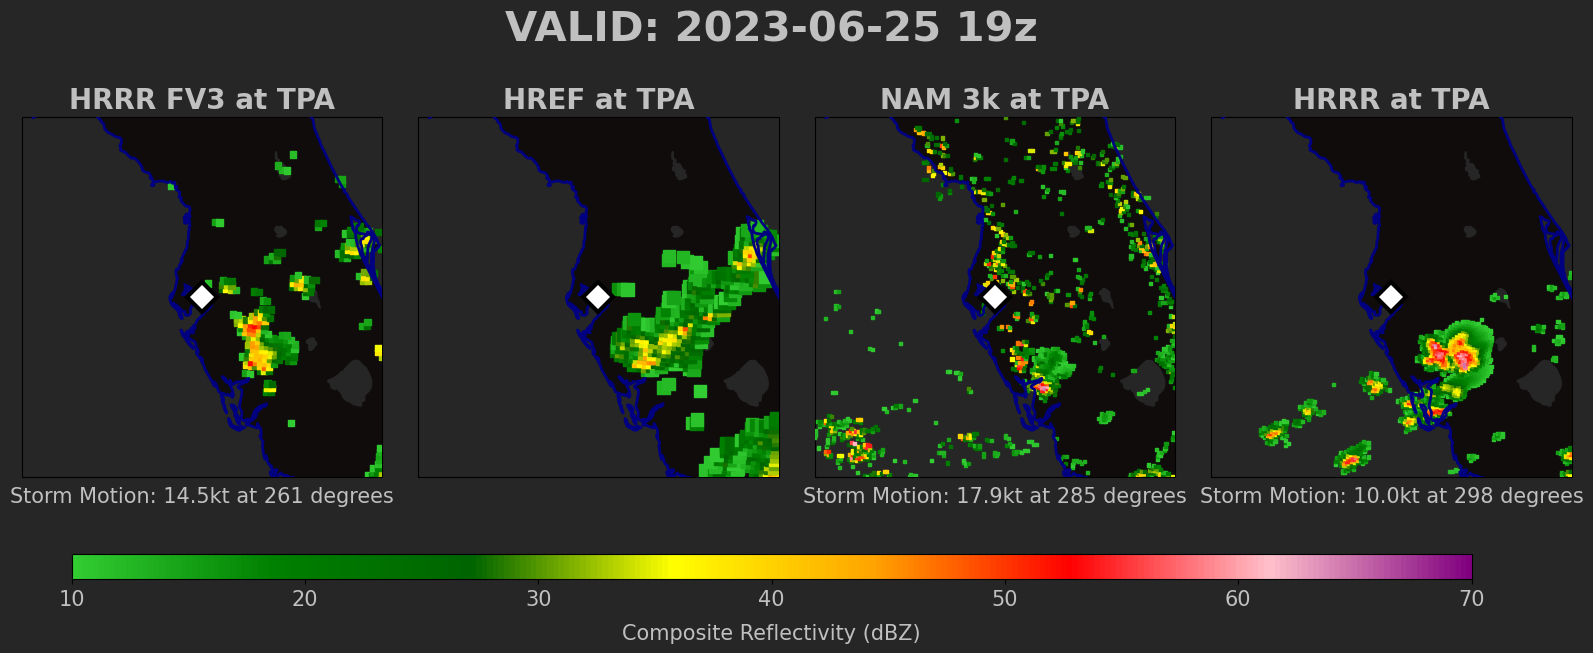 VALID: 2023-06-25 19z
HRRR FV3 at TPA
HREF at TPA
NAM 3k at TPA
HRRR at TPA
Storm Motion: 14.5kt at 261 degrees
Storm Motion: 17.9kt at 285 degrees
Storm Motion: 10.0kt at 298 degrees
10 20 30 40 50 60 70
Composite Reflectivity (dBZ)